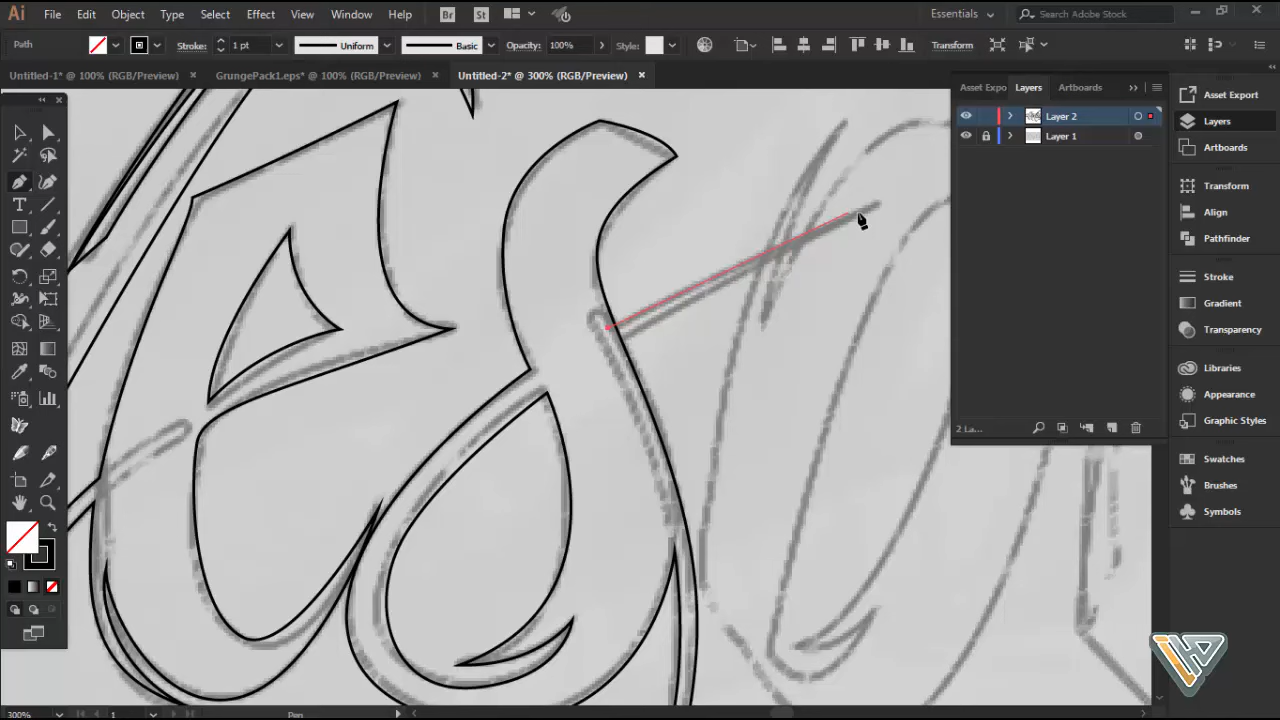 Ai File Edit Object Type Select Effect View Window Help Br St Essentials Search Adobe Stock
Path Stroke: 1 pt Uniform Basic Opacity: 100% Style: Transform
Untitled-1* @ 100% (RGB/Preview) × GrungePack1.eps* @ 100% (RGB/Preview) × Untitled-2* @ 300% (RGB/Preview) ×
Asset Expo Layers Artboards
Layer 2
Layer 1
2 La...
Asset Export
Layers
Artboards
Transform
Align
Pathfinder
Stroke
Gradient
Transparency
Libraries
Appearance
Graphic Styles
Swatches
Brushes
Symbols
es
300% 1 Pen